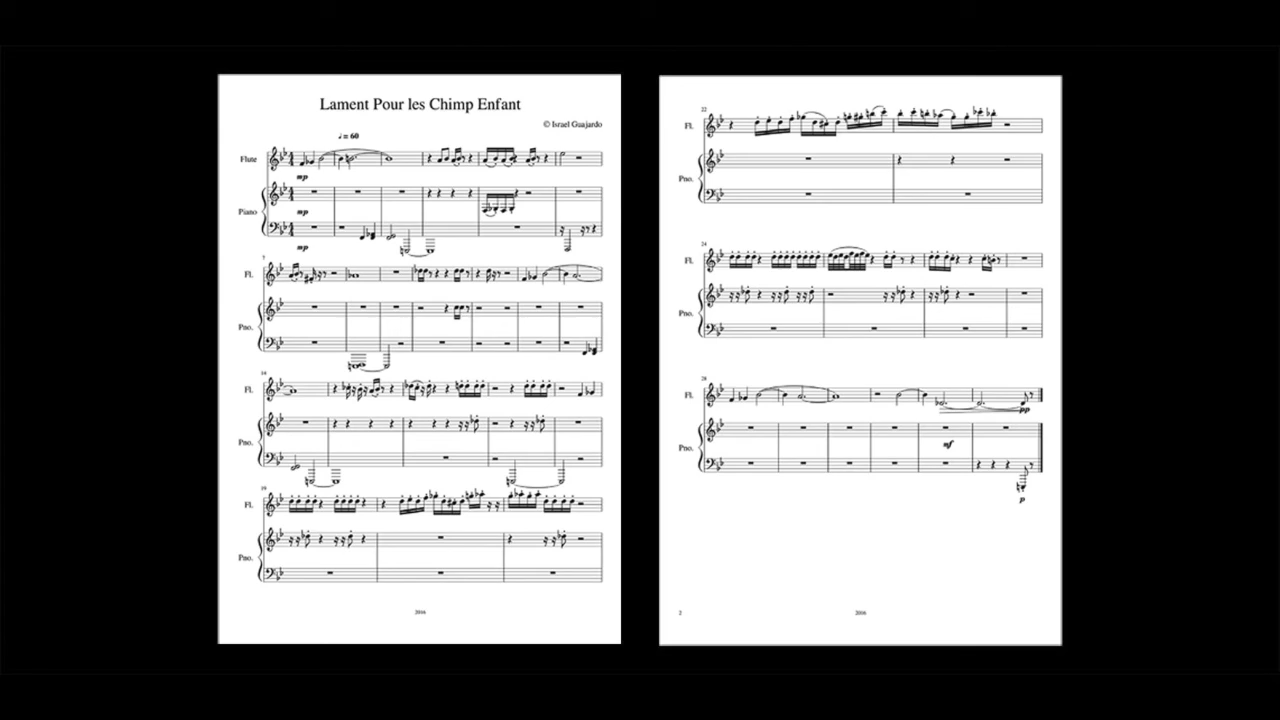 Lament Pour les Chimp Enfant
© Israel Guajardo
♩ = 60
Flute
mp
Piano
mp
mp
7
Fl.
Pno.
14
Fl.
Pno.
19
Fl.
Pno.
2016
22
Fl.
Pno.
24
Fl.
Pno.
28
Fl.
pp
Pno.
mf
p
2
2016